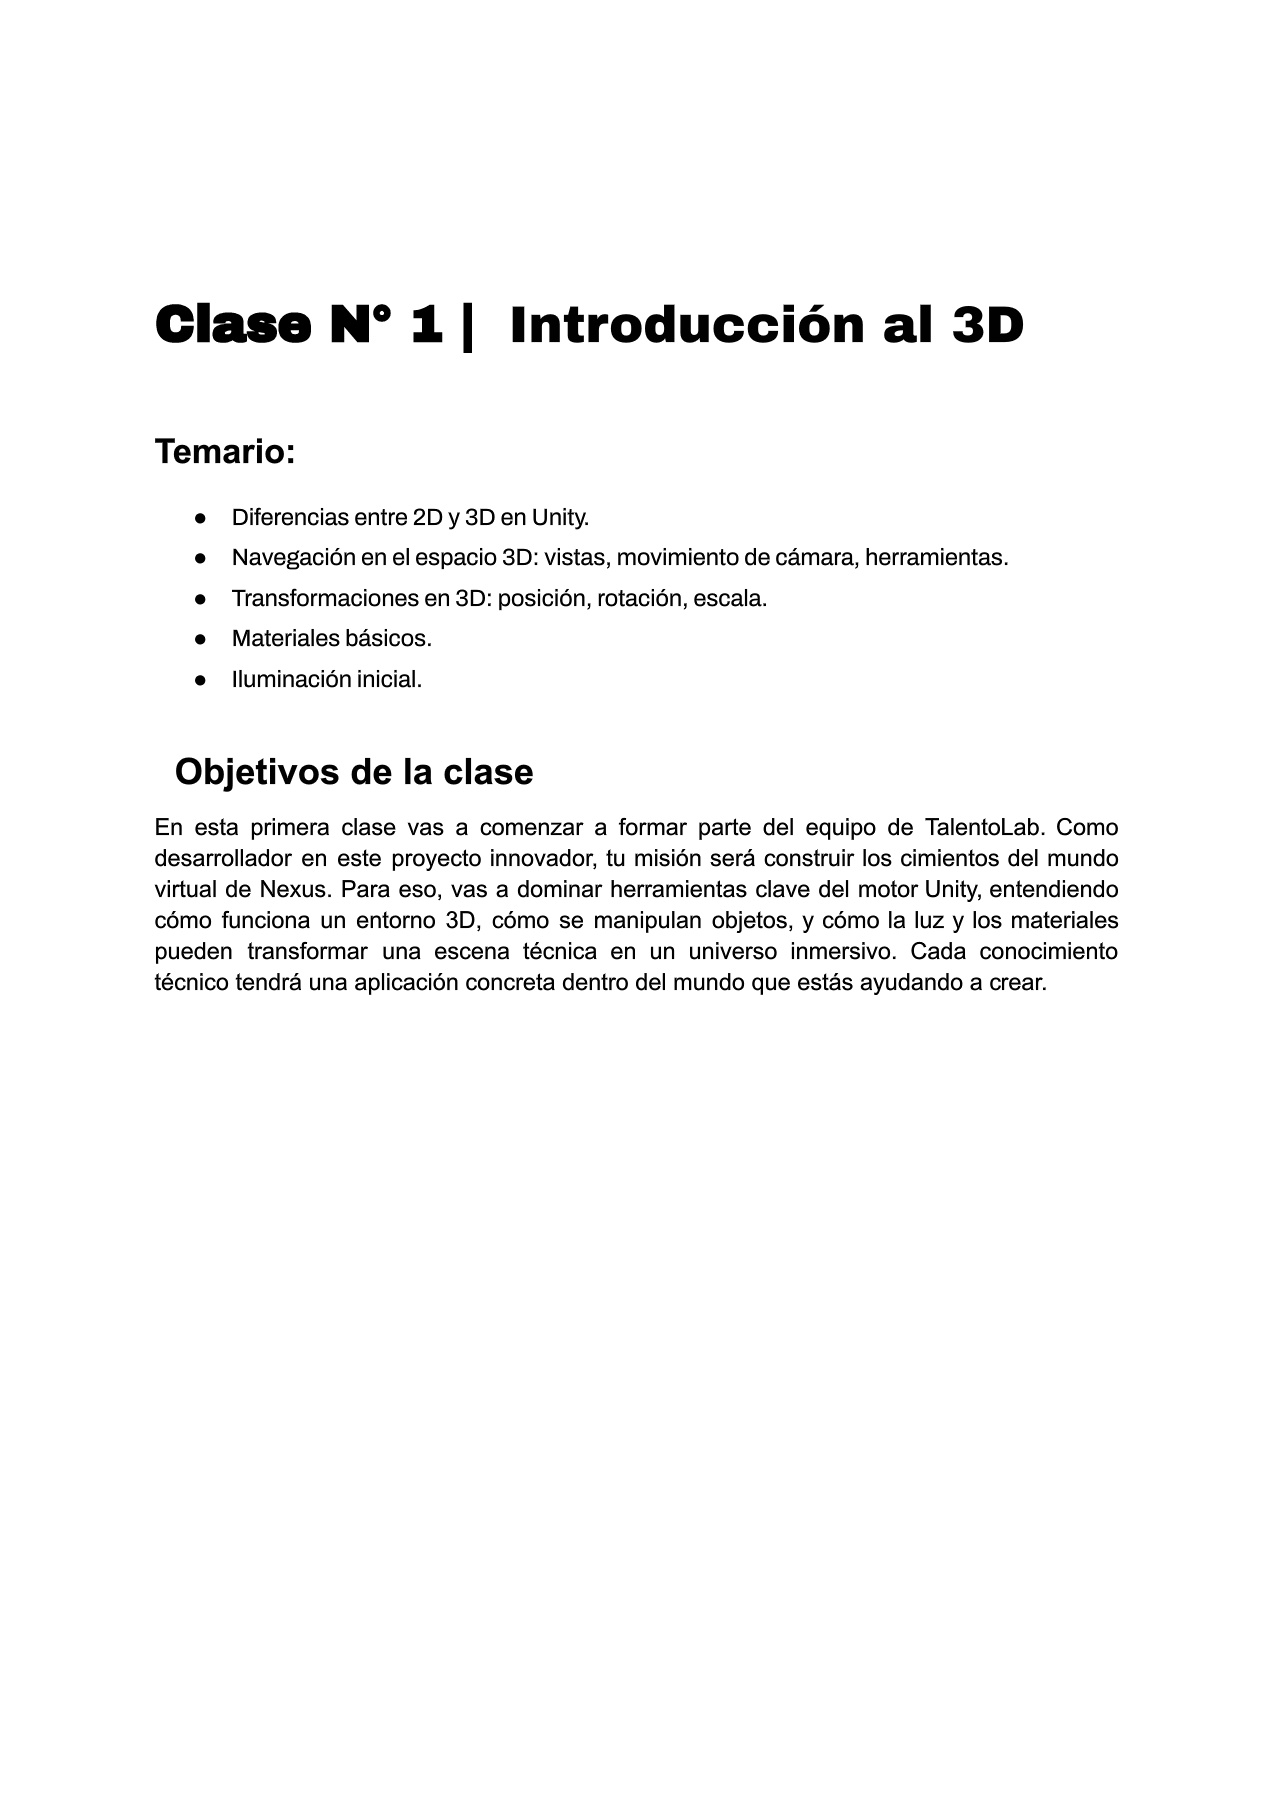 Clase N° 1 | Introducción al 3D
Temario:
● Diferencias entre 2D y 3D en Unity.
● Navegación en el espacio 3D: vistas, movimiento de cámara, herramientas.
● Transformaciones en 3D: posición, rotación, escala.
● Materiales básicos.
● Iluminación inicial.
Objetivos de la clase
En esta primera clase vas a comenzar a formar parte del equipo de TalentoLab. Como
desarrollador en este proyecto innovador, tu misión será construir los cimientos del mundo
virtual de Nexus. Para eso, vas a dominar herramientas clave del motor Unity, entendiendo
cómo funciona un entorno 3D, cómo se manipulan objetos, y cómo la luz y los materiales
pueden transformar una escena técnica en un universo inmersivo. Cada conocimiento
técnico tendrá una aplicación concreta dentro del mundo que estás ayudando a crear.